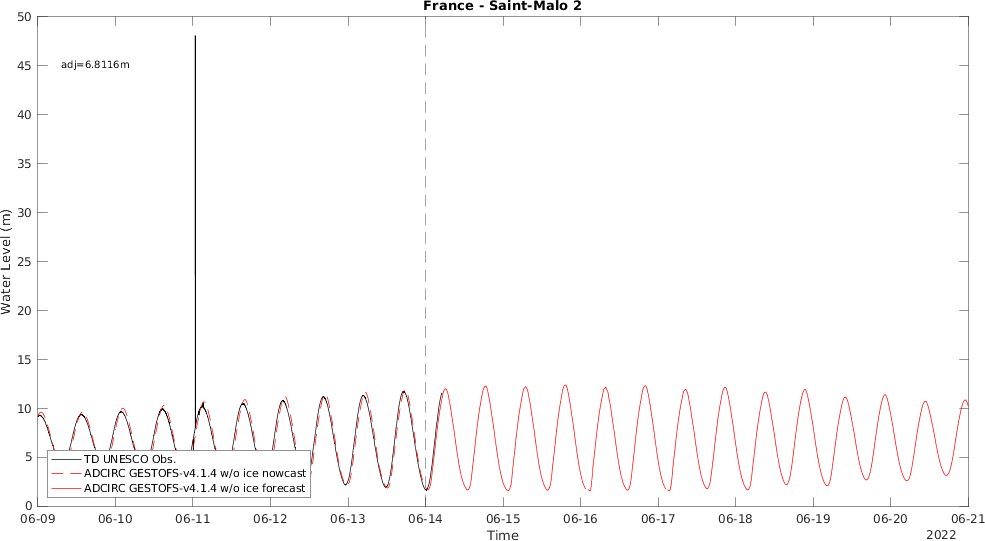 France - Saint-Malo 2
50
45
40
35
30
25
20
15
10
5
0
Water Level (m)
adj=6.8116m
TD UNESCO Obs.
ADCIRC GESTOFS-v4.1.4 w/o ice nowcast
ADCIRC GESTOFS-v4.1.4 w/o ice forecast
06-09 06-10 06-11 06-12 06-13 06-14 06-15 06-16 06-17 06-18 06-19 06-20 06-21
Time
2022